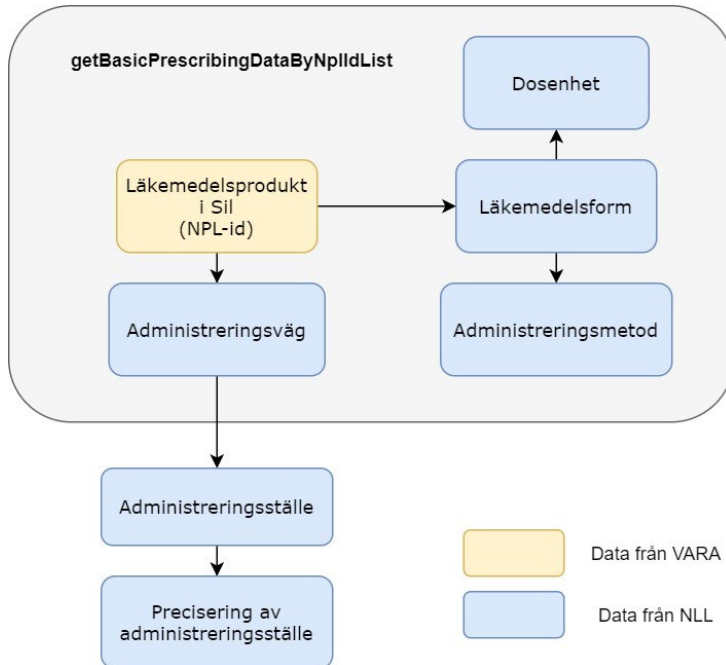 getBasicPrescribingDataByNplIdList
Dosenhet
Läkemedelsprodukt
i Sil
(NPL-id)
Läkemedelsform
Administreringsväg
Administreringsmetod
Administreringsställe
Precisering av
administreringsställe
Data från VARA
Data från NLL